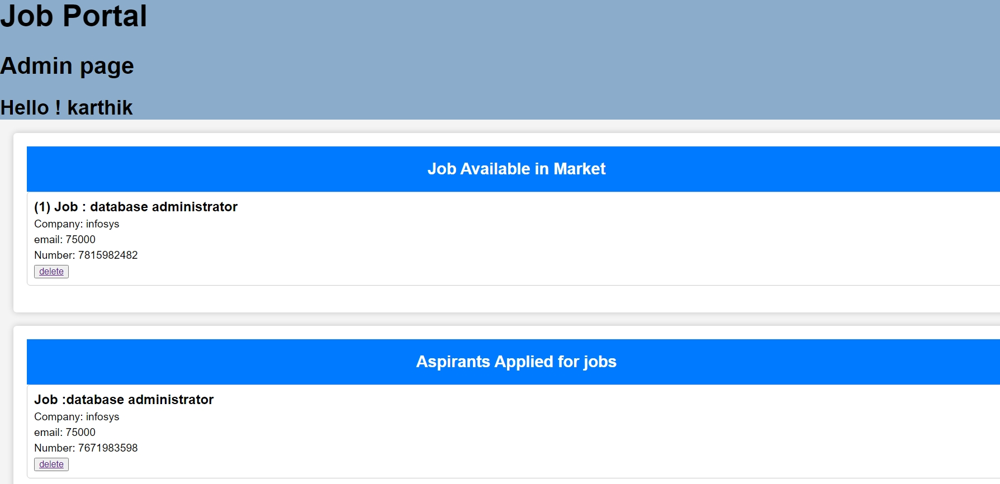 Job Portal
Admin page
Hello ! karthik
Job Available in Market
(1) Job : database administrator
Company: infosys
email: 75000
Number: 7815982482
delete
Aspirants Applied for jobs
Job :database administrator
Company: infosys
email: 75000
Number: 7671983598
delete